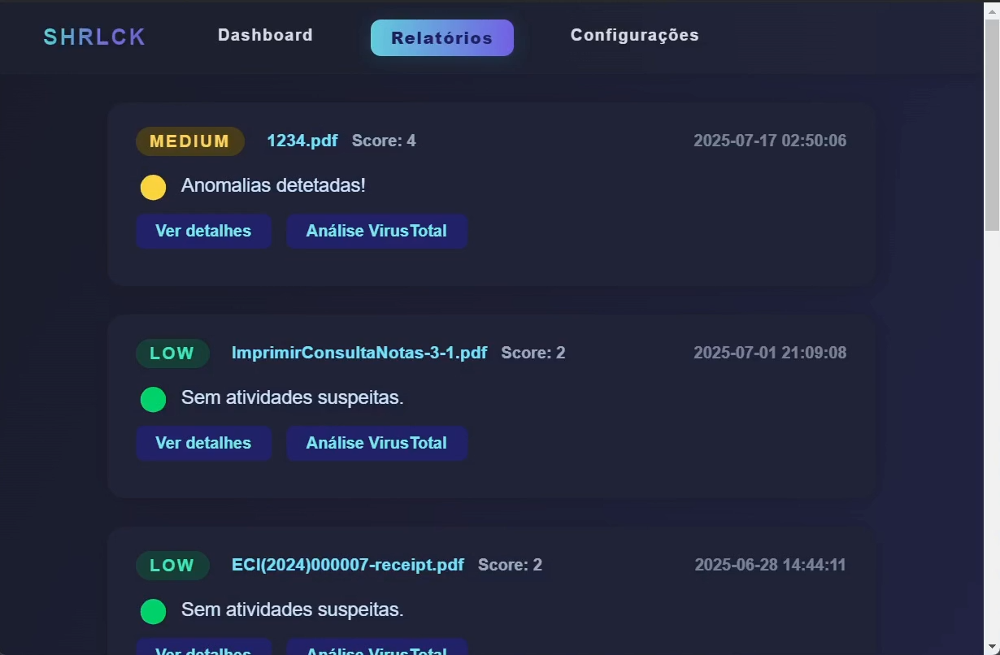 SHRLCK Dashboard Relatórios Configurações
MEDIUM 1234.pdf Score: 4 2025-07-17 02:50:06
Anomalias detetadas!
Ver detalhes Análise VirusTotal
LOW ImprimirConsultaNotas-3-1.pdf Score: 2 2025-07-01 21:09:08
Sem atividades suspeitas.
Ver detalhes Análise VirusTotal
LOW ECI(2024)000007-receipt.pdf Score: 2 2025-06-28 14:44:11
Sem atividades suspeitas.
Ver detalhes Análise VirusTotal